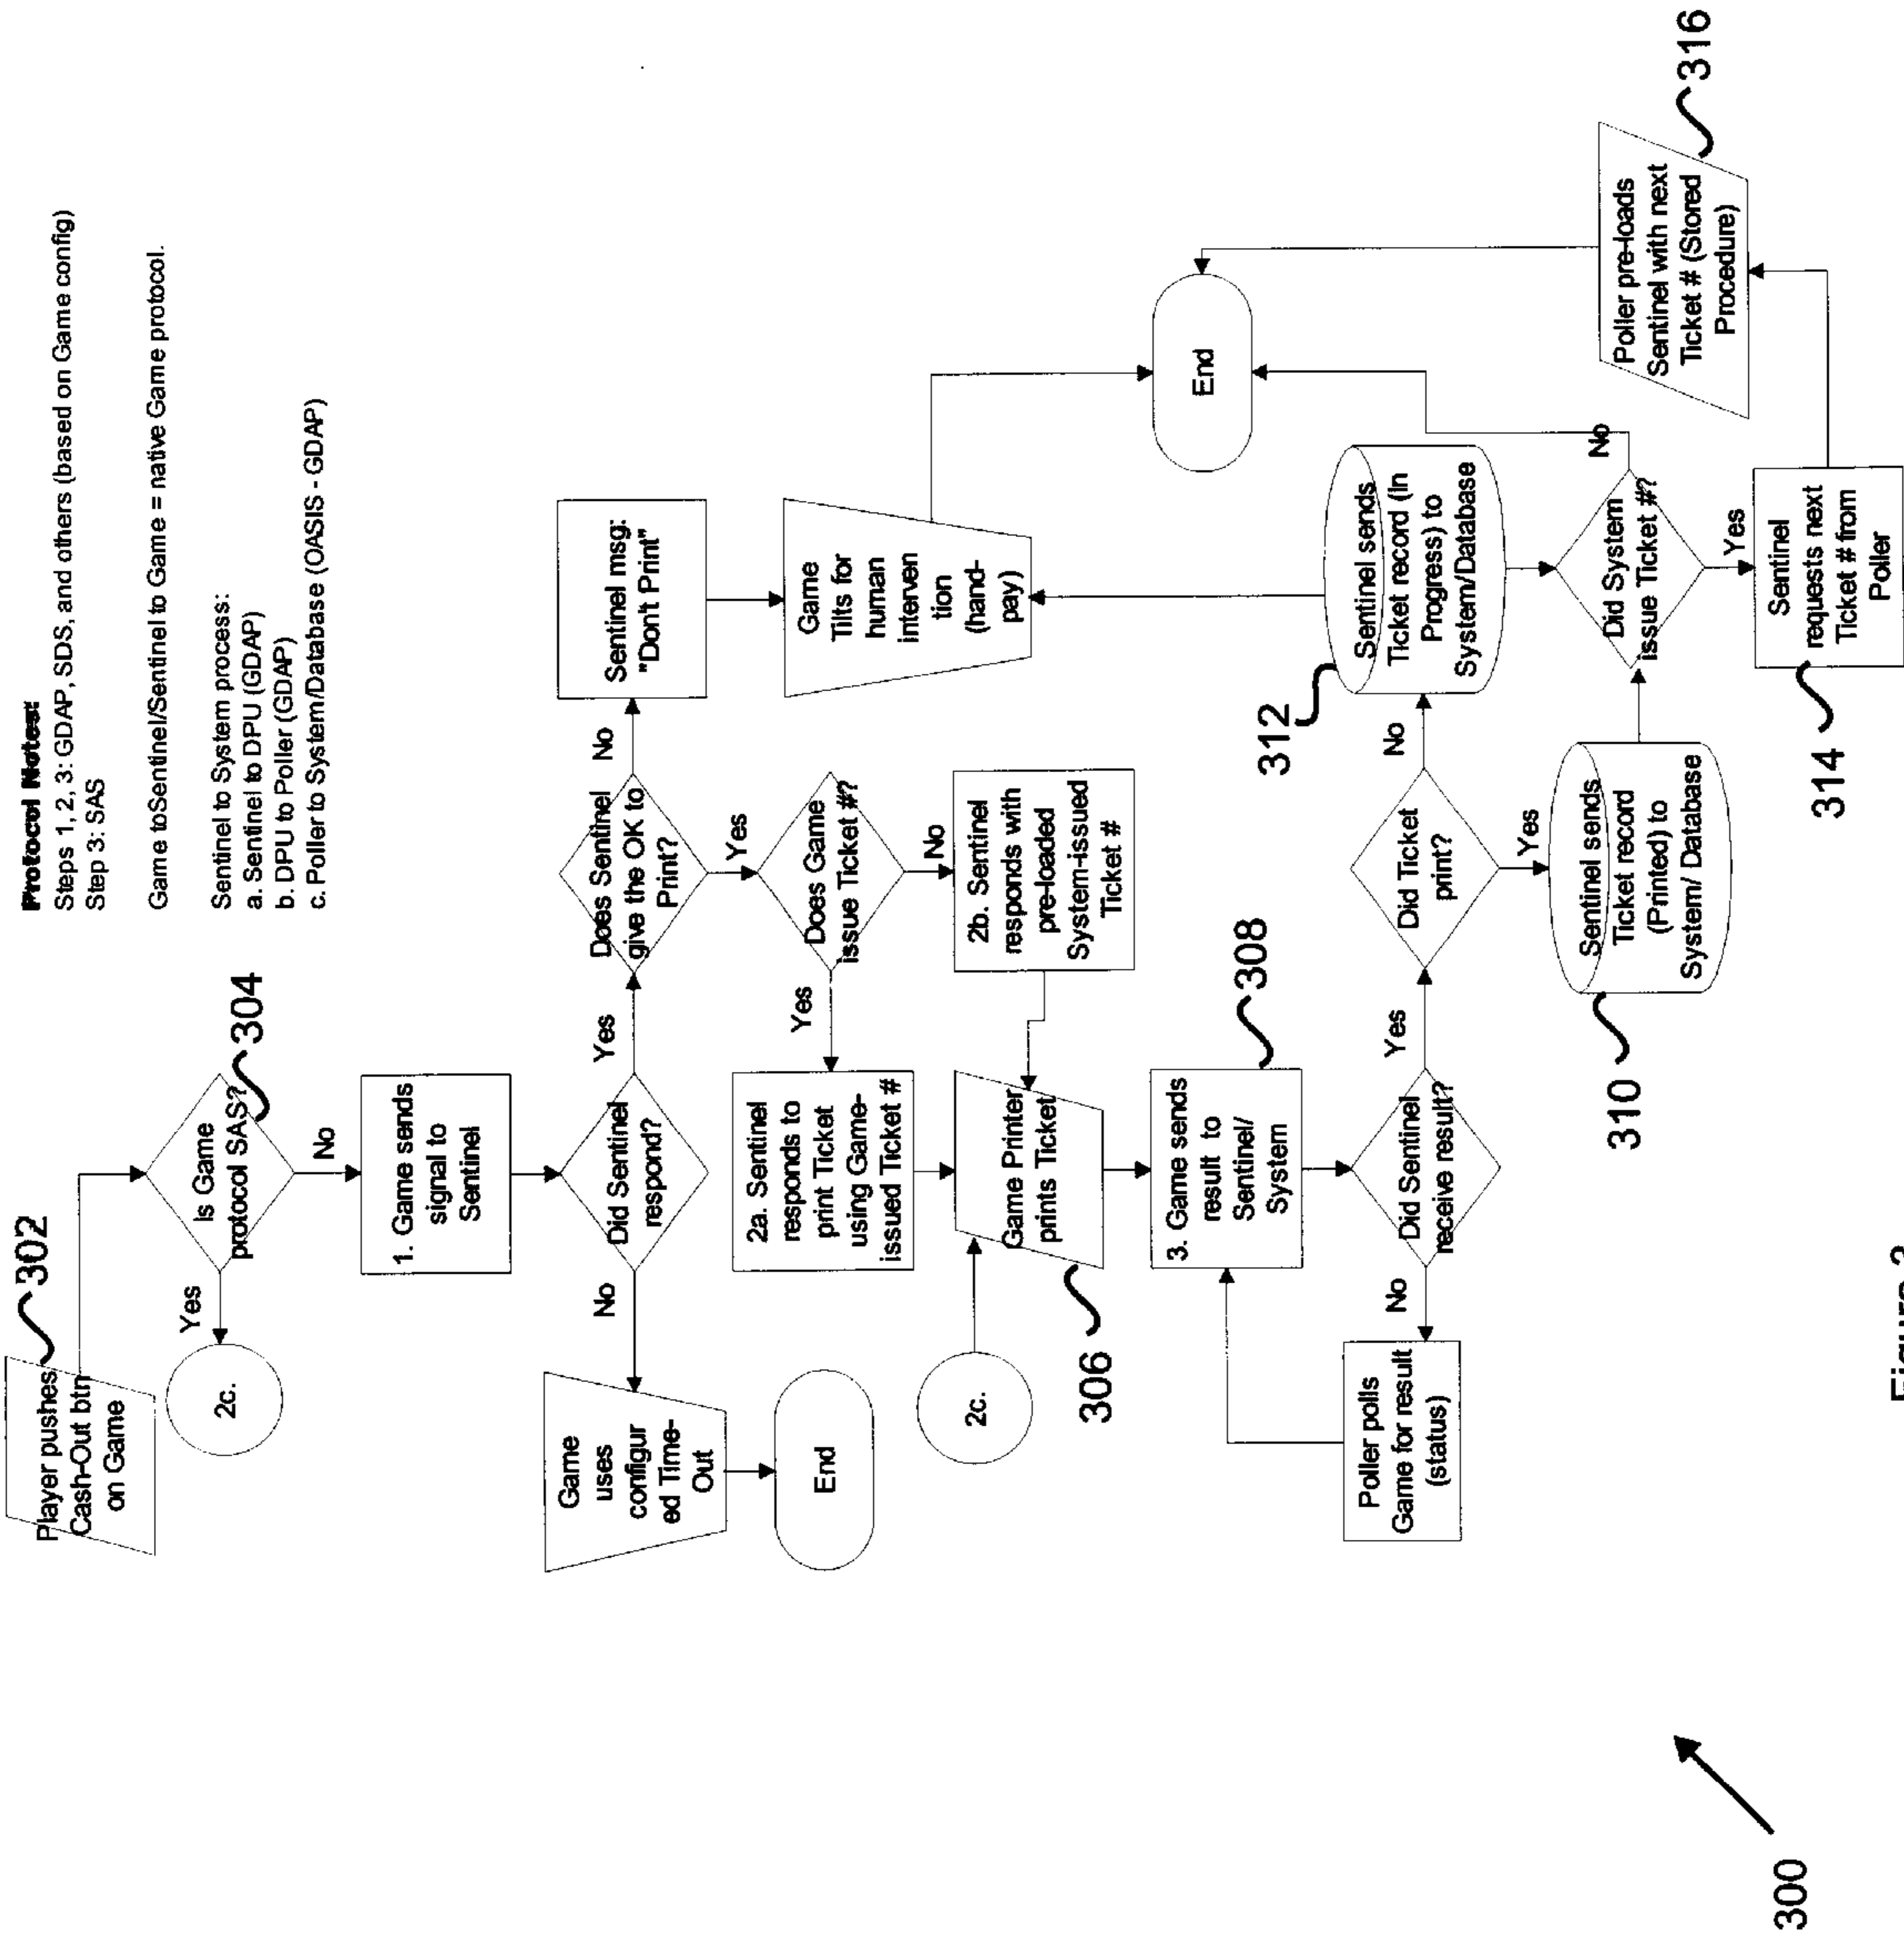 Protocol Notes:
Steps 1, 2, 3: GDAP, SDS, and others (based on Game config)
Step 3: SAS
Game toSentinel/Sentinel to Game = native Game protocol.
Sentinel to System process:
a. Sentinel to DPU (GDAP)
b. DPU to Poller (GDAP)
c. Poller to System/Database (OASIS - GDAP)
302
Player pushes
Cash-Out btn
on Game
304
Is Game
protocol SAS?
Yes
2c.
No
1. Game sends
signal to
Sentinel
Did Sentinel
respond?
No
Game
uses
configur
ed Time-
Out
End
Yes
Does Sentinel
give the OK to
Print?
No
Sentinel msg:
"Don't Print"
Game
Tilts for
human
interven
tion
(hand-
pay)
Yes
Does Game
issue Ticket #?
Yes
2a. Sentinel
responds to
print Ticket
using Game-
issued Ticket #
No
2b. Sentinel
responds with
pre-loaded
System-issued
Ticket #
2c.
306
Game Printer
prints Ticket
308
3. Game sends
result to
Sentinel/
System
Did Sentinel
receive result?
No
Poller polls
Game for result
(status)
Yes
Did Ticket
print?
No
312
Sentinel sends
Ticket record (In
Progress) to
System/Database
Yes
310
Sentinel sends
Ticket record
(Printed) to
System/ Database
Did System
issue Ticket #?
No
End
Yes
314
Sentinel
requests next
Ticket # from
Poller
316
Poller pre-loads
Sentinel with next
Ticket # (Stored
Procedure)
300